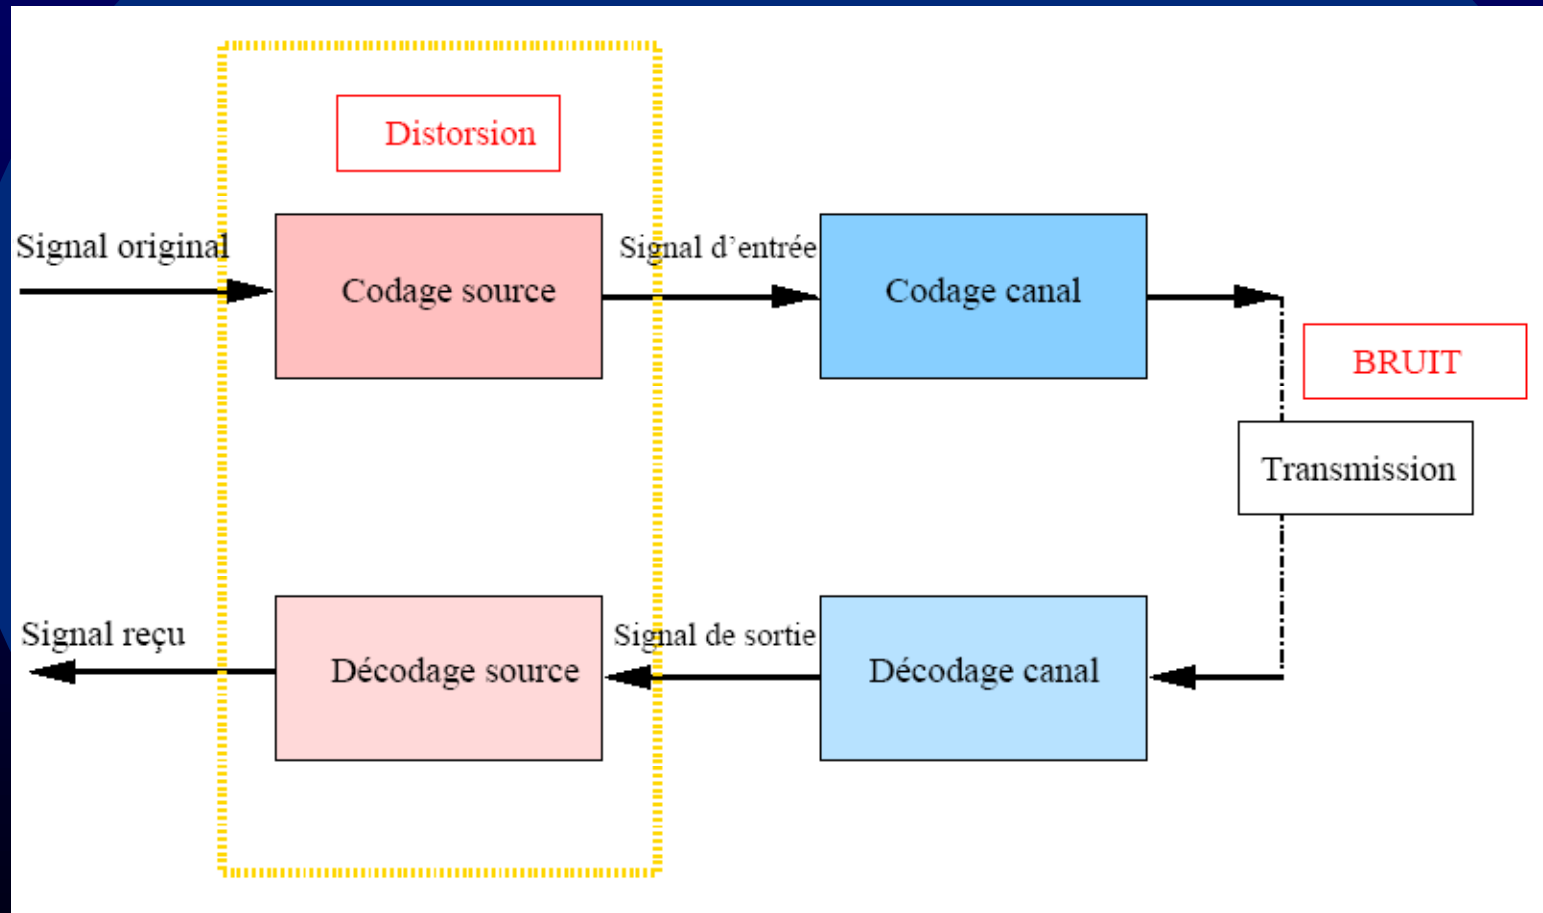 Distorsion
Signal original
Codage source
Signal d’entrée
Codage canal
BRUIT
Transmission
Signal reçu
Décodage source
Signal de sortie
Décodage canal